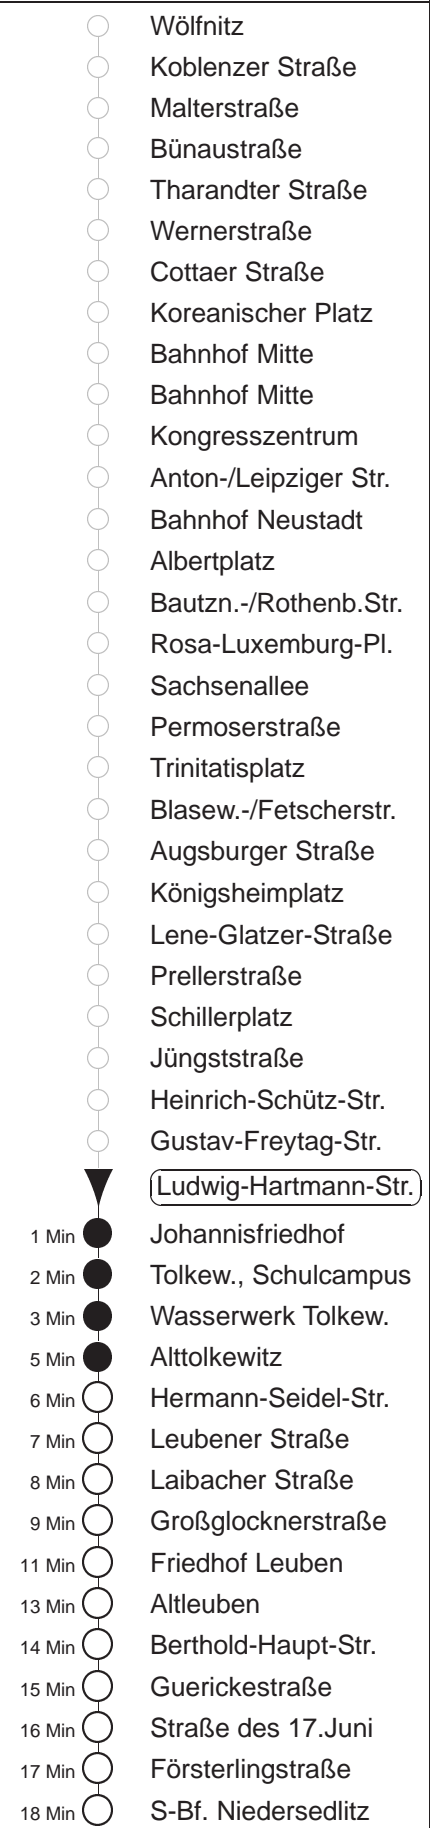 Wölfnitz
Koblenzer Straße
Malterstraße
Bünaustraße
Tharandter Straße
Wernerstraße
Cottaer Straße
Koreanischer Platz
Bahnhof Mitte
Bahnhof Mitte
Kongresszentrum
Anton-/Leipziger Str.
Bahnhof Neustadt
Albertplatz
Bautzn.-/Rothenb.Str.
Rosa-Luxemburg-Pl.
Sachsenallee
Permoserstraße
Trinitatisplatz
Blasew.-/Fetscherstr.
Augsburger Straße
Königsheimplatz
Lene-Glatzer-Straße
Prellerstraße
Schillerplatz
Jüngststraße
Heinrich-Schütz-Str.
Gustav-Freytag-Str.
Ludwig-Hartmann-Str.
1 Min Johannisfriedhof
2 Min Tolkew., Schulcampus
3 Min Wasserwerk Tolkew.
5 Min Alttolkewitz
6 Min Hermann-Seidel-Str.
7 Min Leubener Straße
8 Min Laibacher Straße
9 Min Großglocknerstraße
11 Min Friedhof Leuben
13 Min Altleuben
14 Min Berthold-Haupt-Str.
15 Min Guerickestraße
16 Min Straße des 17.Juni
17 Min Försterlingstraße
18 Min S-Bf. Niedersedlitz